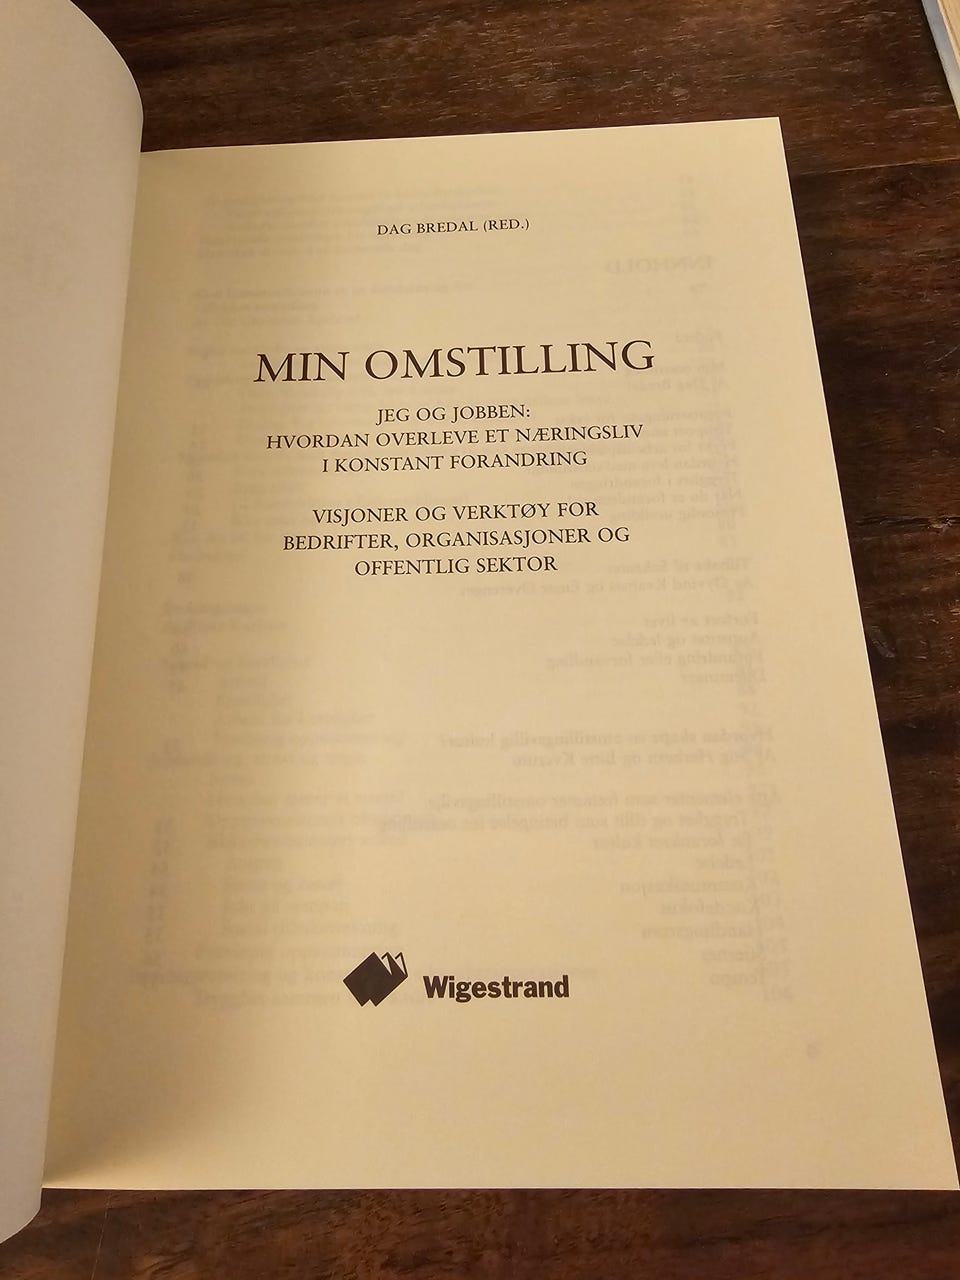 DAG BREDAL (RED.)
MIN OMSTILLING
JEG OG JOBBEN:
HVORDAN OVERLEVE ET NÆRINGSLIV
I KONSTANT FORANDRING
VISJONER OG VERKTØY FOR
BEDRIFTER, ORGANISASJONER OG
OFFENTLIG SEKTOR
Wigestrand